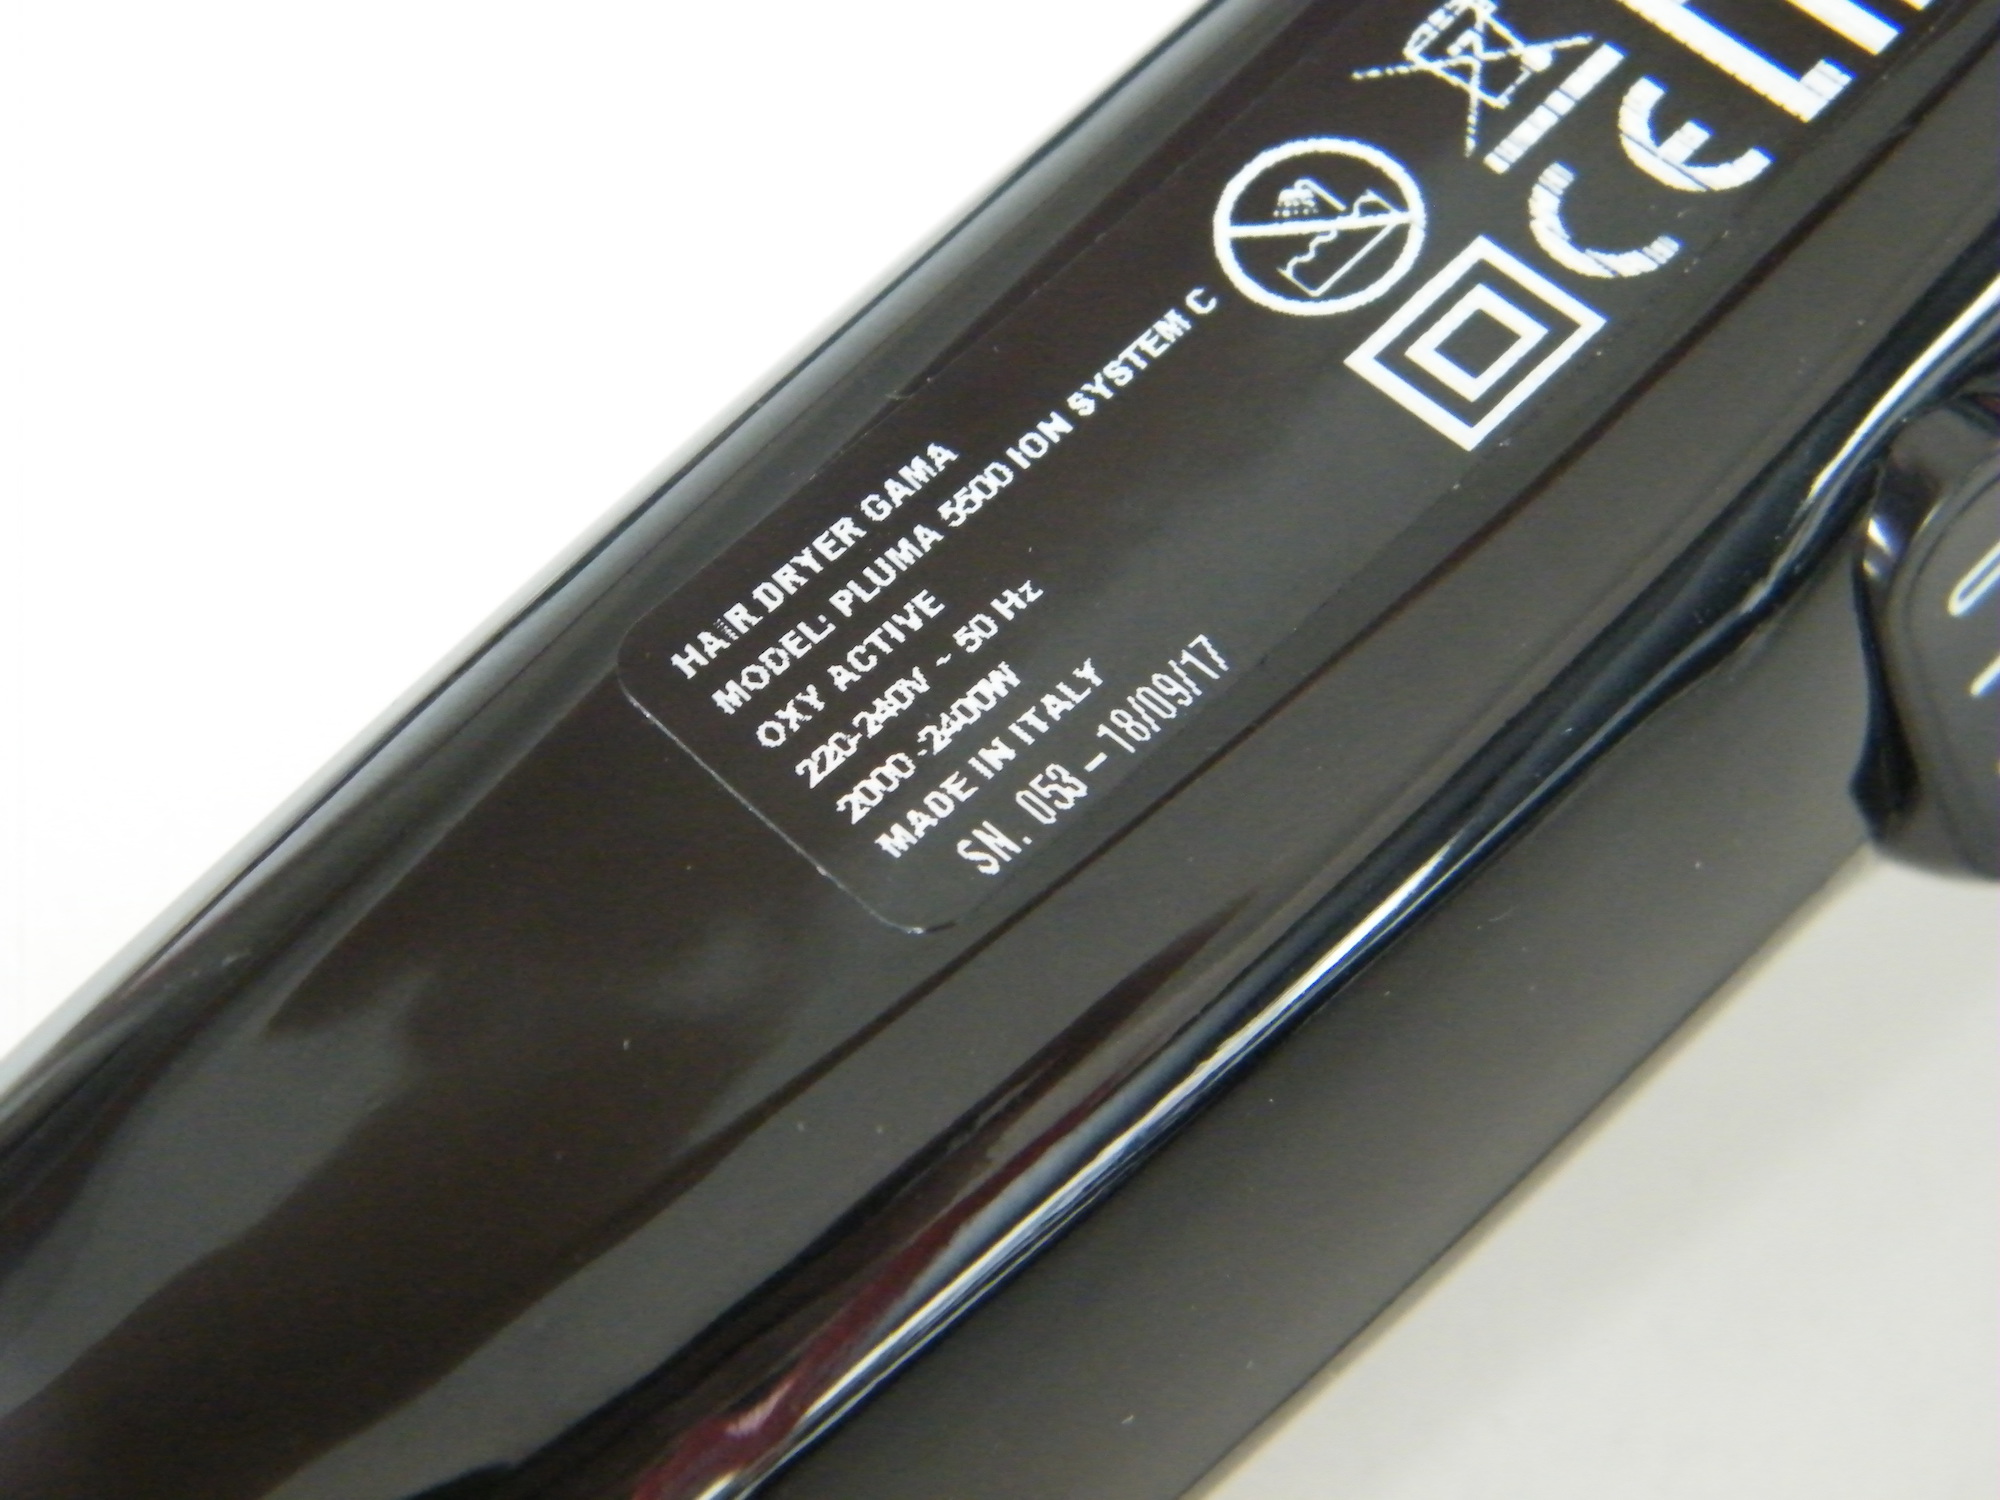 HAIR DRYER GAMA
MODEL: PLUMA 5500 ION SYSTEM C
OXY ACTIVE
220-240V ~ 50 Hz
2000-2400W
MADE IN ITALY
SN. 053 – 18/09/17
CE